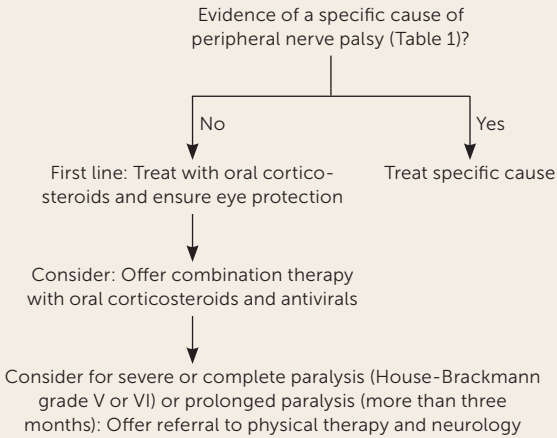 Evidence of a specific cause of
peripheral nerve palsy (Table 1)?
No
Yes
First line: Treat with oral cortico-
steroids and ensure eye protection
Treat specific cause
Consider: Offer combination therapy
with oral corticosteroids and antivirals
Consider for severe or complete paralysis (House-Brackmann
grade V or VI) or prolonged paralysis (more than three
months): Offer referral to physical therapy and neurology